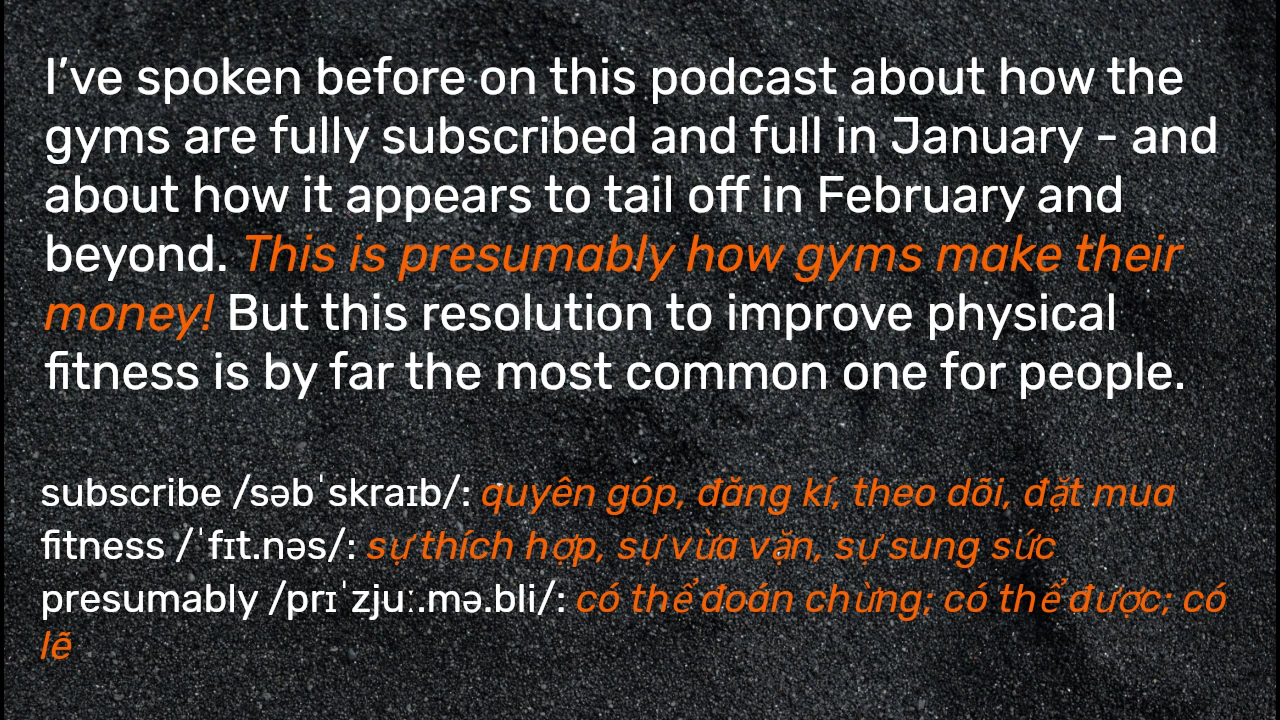 I’ve spoken before on this podcast about how the
gyms are fully subscribed and full in January - and
about how it appears to tail off in February and
beyond. This is presumably how gyms make their
money! But this resolution to improve physical
fitness is by far the most common one for people.
subscribe /səbˈskraɪb/: quyên góp, đăng kí, theo dõi, đặt mua
fitness /ˈfɪt.nəs/: sự thích hợp, sự vừa vặn, sự sung sức
presumably /prɪˈzjuː.mə.bli/: có thể đoán chừng; có thể được; có
lẽ